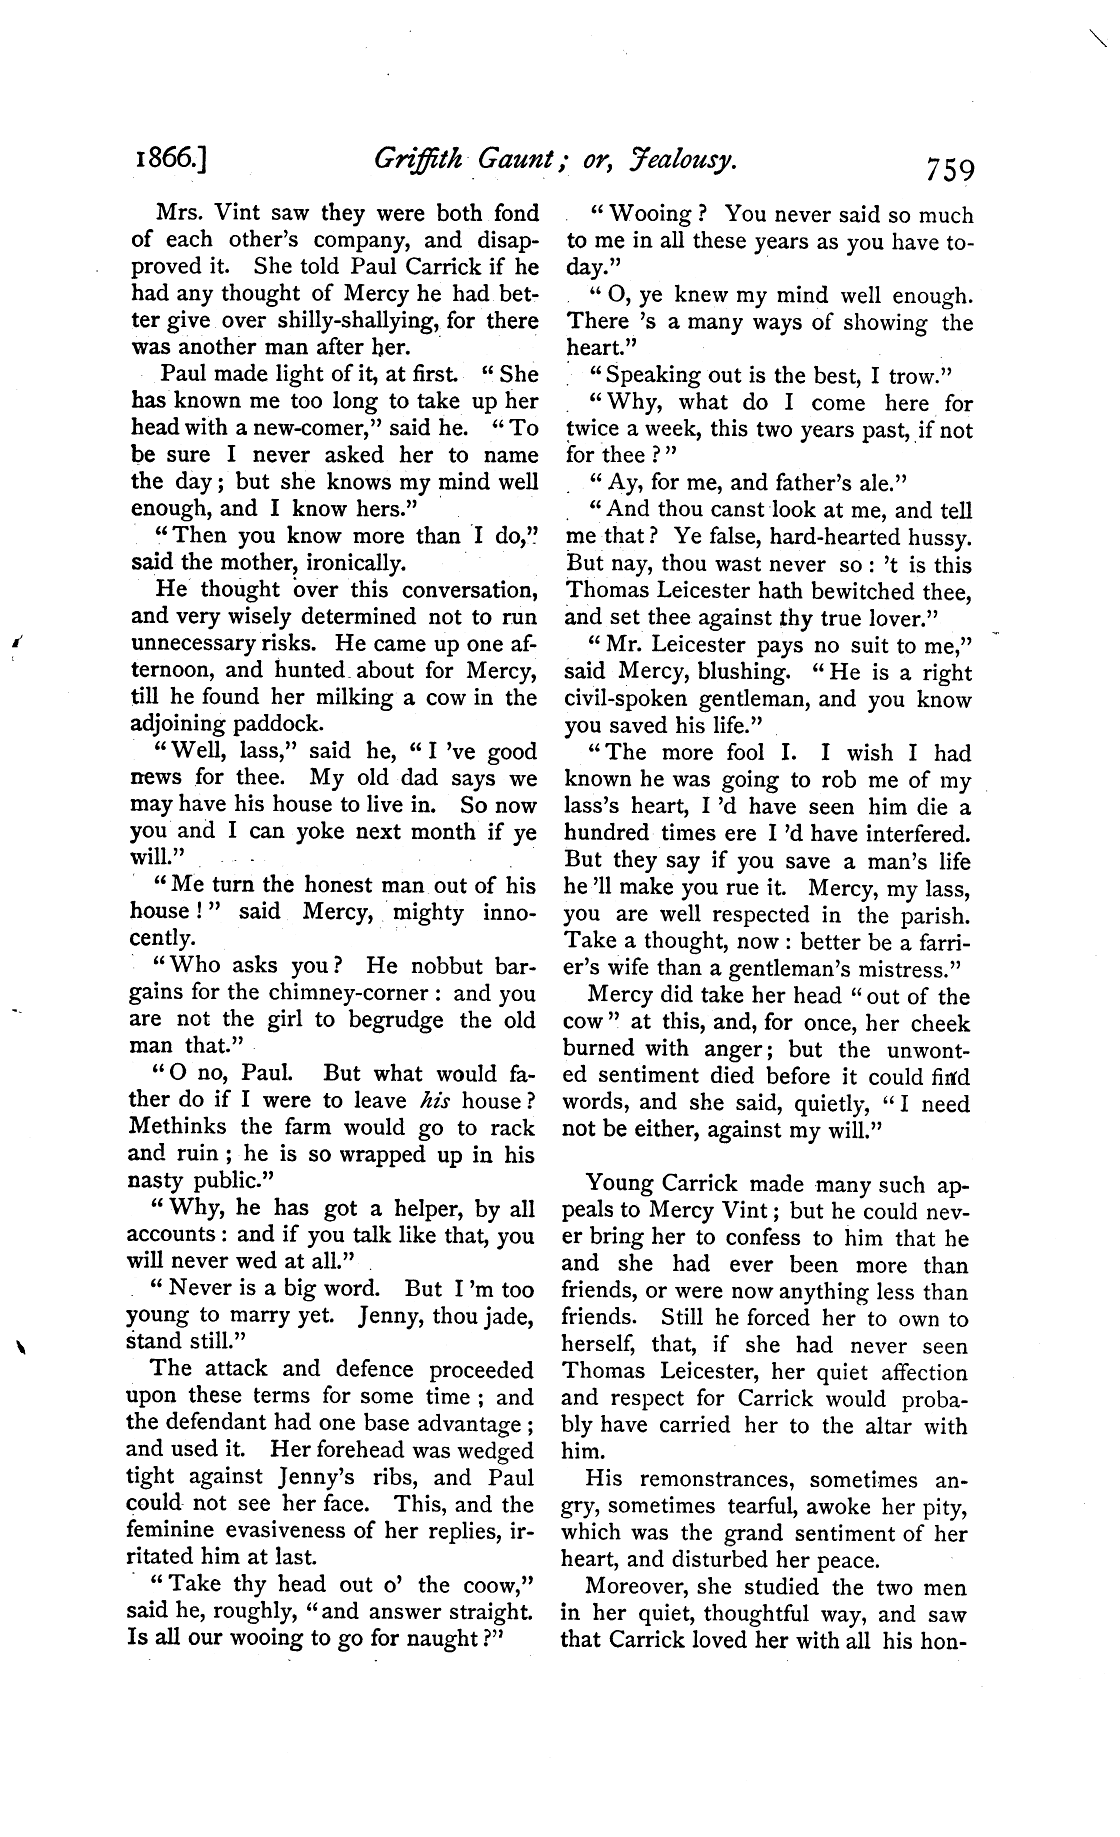 1866.] Griffith Gaunt; or, Jealousy. 759
Mrs. Vint saw they were both fond
of each other's company, and disap-
proved it. She told Paul Carrick if he
had any thought of Mercy he had bet-
ter give over shilly-shallying, for there
was another man after her.
Paul made light of it, at first. "She
has known me too long to take up her
head with a new-comer," said he. "To
be sure I never asked her to name
the day; but she knows my mind well
enough, and I know hers."
"Then you know more than I do,"
said the mother, ironically.
He thought over this conversation,
and very wisely determined not to run
unnecessary risks. He came up one af-
ternoon, and hunted about for Mercy,
till he found her milking a cow in the
adjoining paddock.
"Well, lass," said he, "I 've good
news for thee. My old dad says we
may have his house to live in. So now
you and I can yoke next month if ye
will."
"Me turn the honest man out of his
house!" said Mercy, mighty inno-
cently.
"Who asks you? He nobbut bar-
gains for the chimney-corner: and you
are not the girl to begrudge the old
man that."
"O no, Paul. But what would fa-
ther do if I were to leave his house?
Methinks the farm would go to rack
and ruin; he is so wrapped up in his
nasty public."
"Why, he has got a helper, by all
accounts: and if you talk like that, you
will never wed at all."
"Never is a big word. But I 'm too
young to marry yet. Jenny, thou jade,
stand still."
The attack and defence proceeded
upon these terms for some time; and
the defendant had one base advantage;
and used it. Her forehead was wedged
tight against Jenny's ribs, and Paul
could not see her face. This, and the
feminine evasiveness of her replies, ir-
ritated him at last.
"Take thy head out o' the coow,"
said he, roughly, "and answer straight.
Is all our wooing to go for naught?"
"Wooing? You never said so much
to me in all these years as you have to-
day."
"O, ye knew my mind well enough.
There 's a many ways of showing the
heart."
"Speaking out is the best, I trow."
"Why, what do I come here for
twice a week, this two years past, if not
for thee?"
"Ay, for me, and father's ale."
"And thou canst look at me, and tell
me that? Ye false, hard-hearted hussy.
But nay, thou wast never so: 't is this
Thomas Leicester hath bewitched thee,
and set thee against thy true lover."
"Mr. Leicester pays no suit to me,"
said Mercy, blushing. "He is a right
civil-spoken gentleman, and you know
you saved his life."
"The more fool I. I wish I had
known he was going to rob me of my
lass's heart, I 'd have seen him die a
hundred times ere I 'd have interfered.
But they say if you save a man's life
he 'll make you rue it. Mercy, my lass,
you are well respected in the parish.
Take a thought, now: better be a farri-
er's wife than a gentleman's mistress."
Mercy did take her head "out of the
cow" at this, and, for once, her cheek
burned with anger; but the unwont-
ed sentiment died before it could find
words, and she said, quietly, "I need
not be either, against my will."
Young Carrick made many such ap-
peals to Mercy Vint; but he could nev-
er bring her to confess to him that he
and she had ever been more than
friends, or were now anything less than
friends. Still he forced her to own to
herself, that, if she had never seen
Thomas Leicester, her quiet affection
and respect for Carrick would proba-
bly have carried her to the altar with
him.
His remonstrances, sometimes an-
gry, sometimes tearful, awoke her pity,
which was the grand sentiment of her
heart, and disturbed her peace.
Moreover, she studied the two men
in her quiet, thoughtful way, and saw
that Carrick loved her with all his hon-